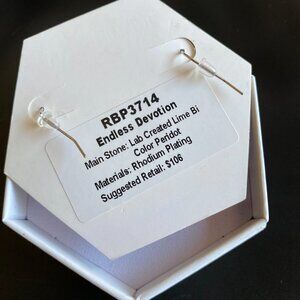 RBP3714
Endless Devotion
Main Stone: Lab Created Lime Bi
Color Peridot
Materials: Rhodium Plating
Suggested Retail: $106